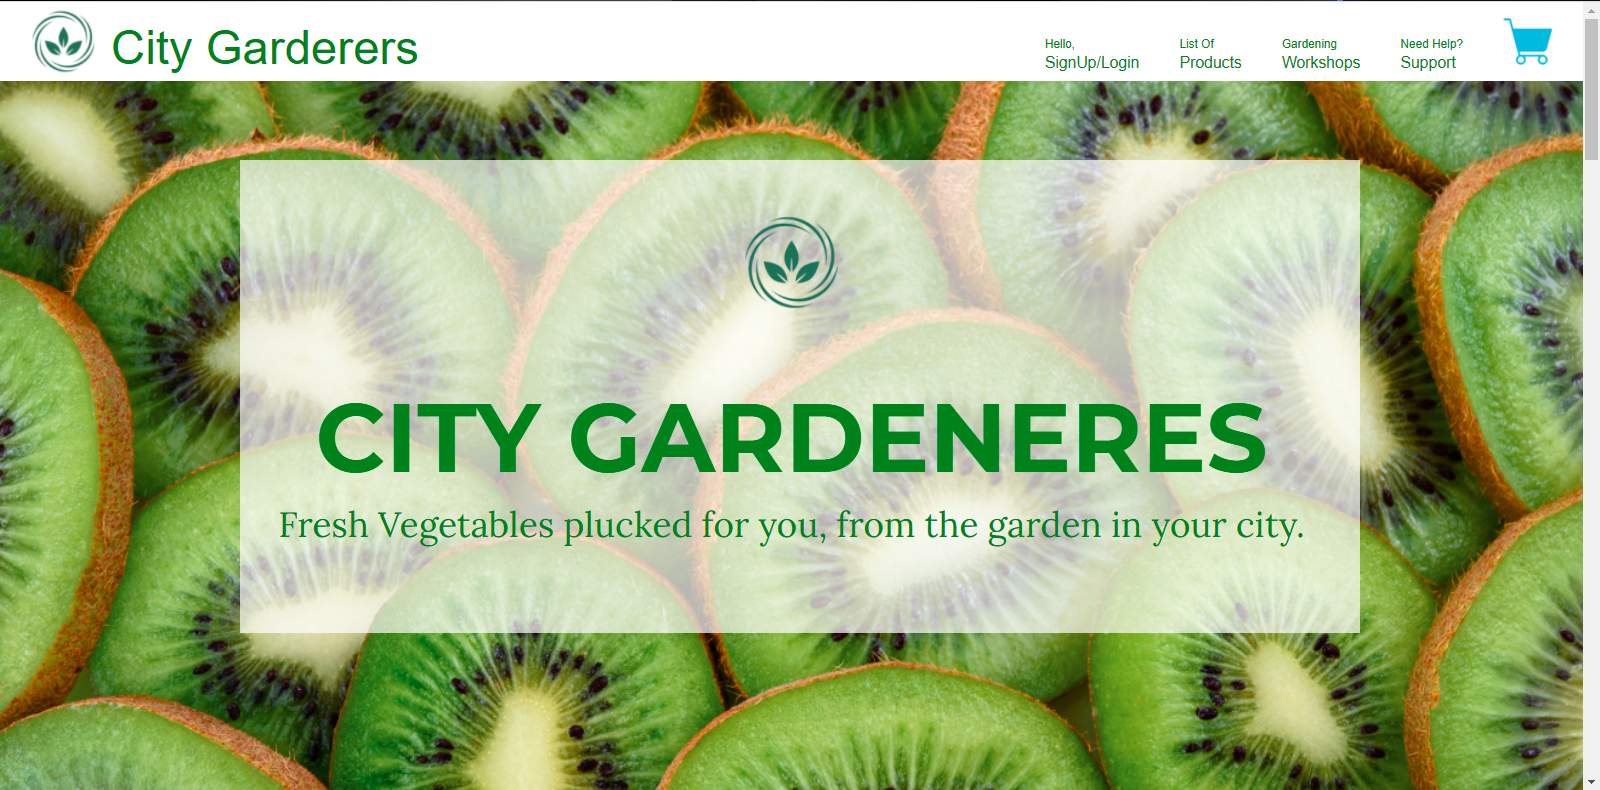 City Garderers
Hello,
SignUp/Login
List Of
Products
Gardening
Workshops
Need Help?
Support
CITY GARDENERES
Fresh Vegetables plucked for you, from the garden in your city.